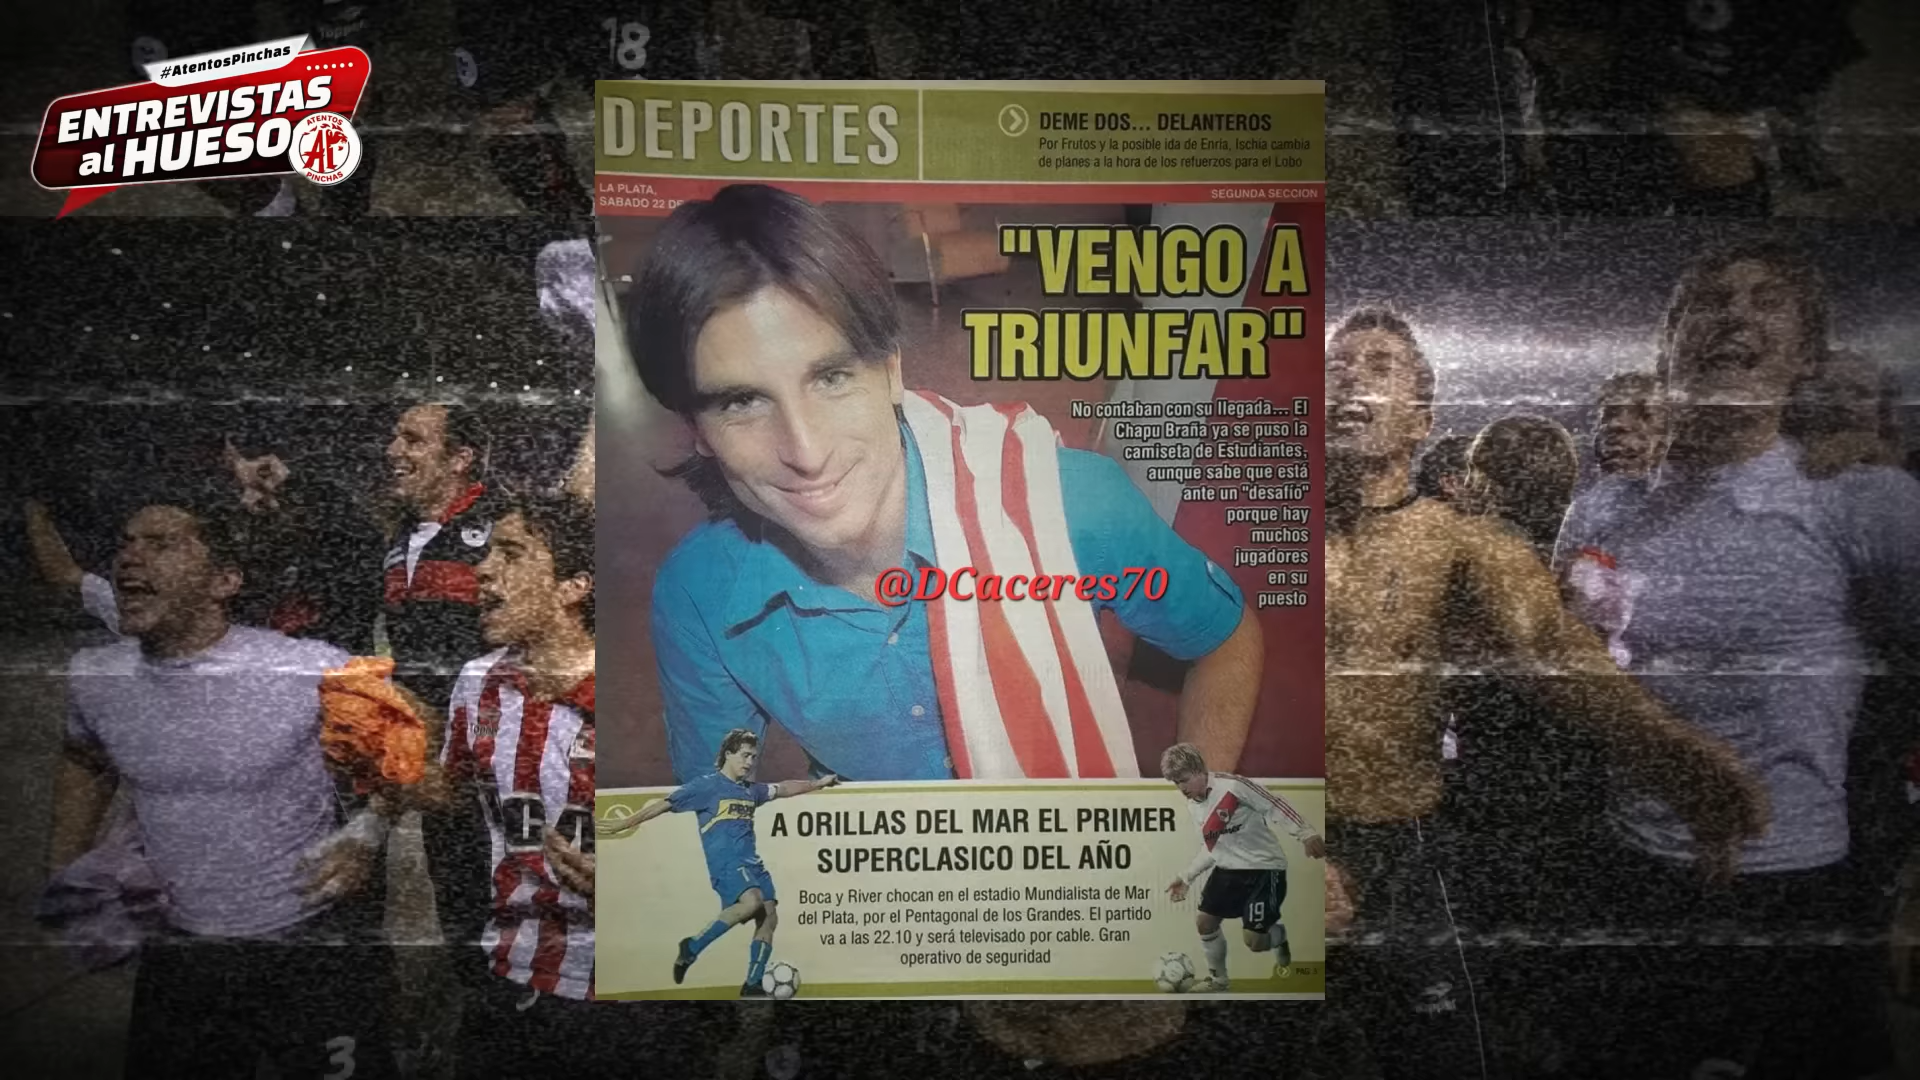 #AtentosPinchas
ENTREVISTAS
al HUESO
ATENTOS
PINCHAS
18
3
DEPORTES
DEME DOS... DELANTEROS
Por Frutos y la posible ida de Enría, Ischia cambia
de planes a la hora de los refuerzos para el Lobo
LA PLATA,
SABADO 22 DE
SEGUNDA SECCION
"VENGO A
TRIUNFAR"
No contaban con su llegada... El
Chapu Braña ya se puso la
camiseta de Estudiantes,
aunque sabe que está
ante un "desafío"
porque hay
muchos
jugadores
en su
puesto
@DCaceres70
A ORILLAS DEL MAR EL PRIMER
SUPERCLASICO DEL AÑO
Boca y River chocan en el estadio Mundialista de Mar
del Plata, por el Pentagonal de los Grandes. El partido
va a las 22.10 y será televisado por cable. Gran
operativo de seguridad
7
19